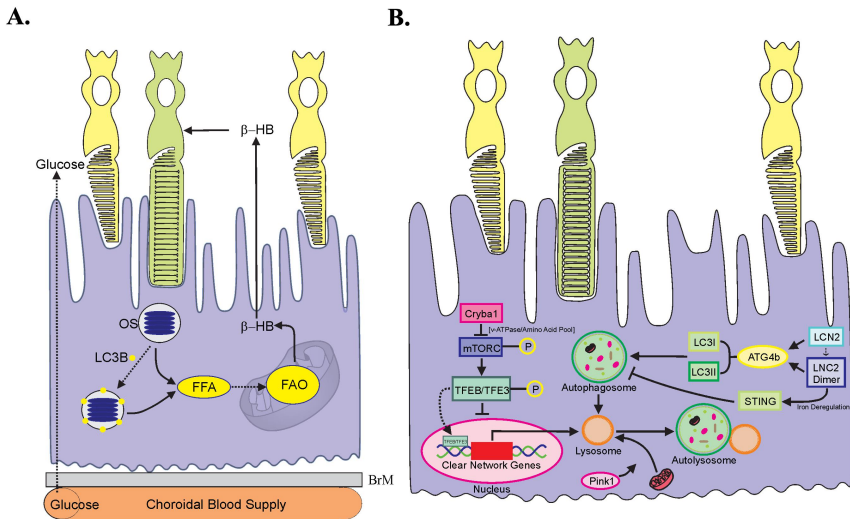 A.
β–HB
Glucose
OS
LC3B
β–HB
FFA
FAO
BrM
Glucose
Choroidal Blood Supply
B.
Cryba1
[v-ATPase/Amino Acid Pool]
mTORC
P
TFEB/TFE3
P
TFEB/TFE3
Clear Network Genes
Nucleus
Autophagosome
LC3I
LC3II
ATG4b
LCN2
LNC2
Dimer
STING
Iron Deregulation
Lysosome
Autolysosome
Pink1